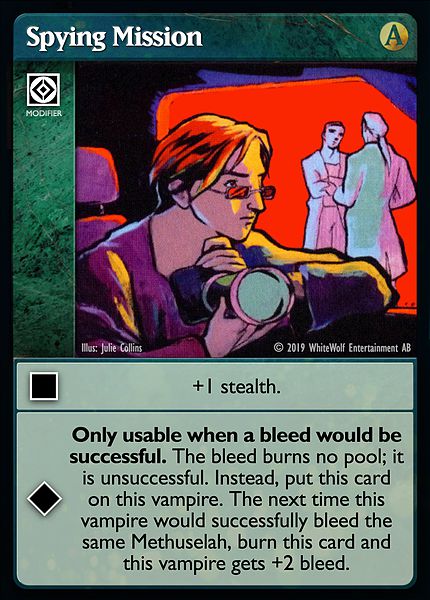 Spying Mission
A
MODIFIER
Illus: Julie Collins
© 2019 WhiteWolf Entertainment AB
+1 stealth.
Only usable when a bleed would be
successful. The bleed burns no pool; it
is unsuccessful. Instead, put this card
on this vampire. The next time this
vampire would successfully bleed the
same Methuselah, burn this card and
this vampire gets +2 bleed.